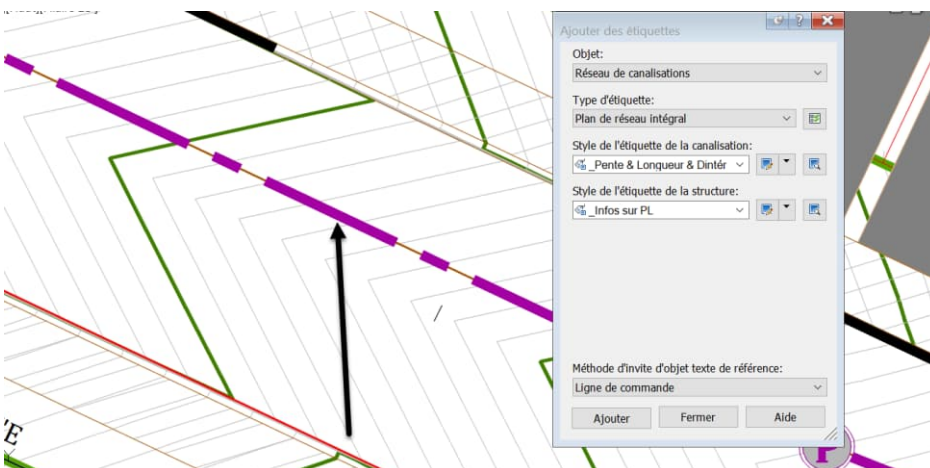 Ajouter des étiquettes
Objet:
Réseau de canalisations
Type d'étiquette:
Plan de réseau intégral
Style de l'étiquette de la canalisation:
_Pente & Longueur & Dintér
Style de l'étiquette de la structure:
_Infos sur PL
Méthode d'invite d'objet texte de référence:
Ligne de commande
Ajouter Fermer Aide
/
'E
P